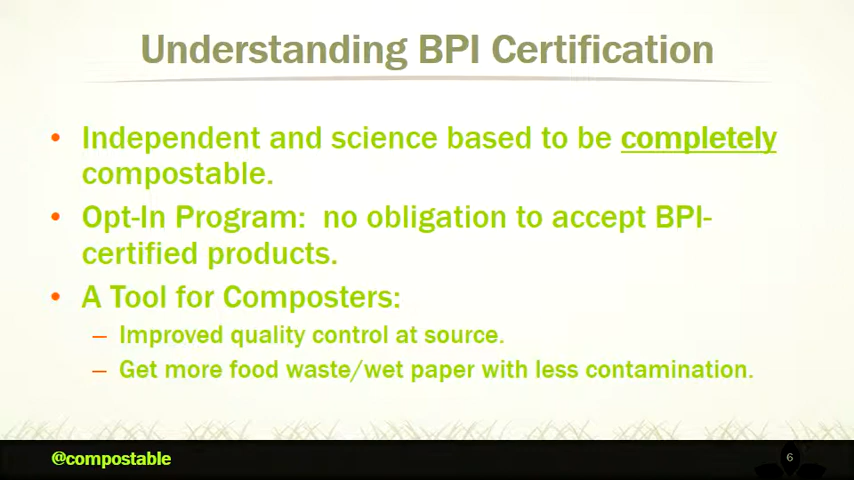 Understanding BPI Certification
• Independent and science based to be completely
compostable.
• Opt-In Program:  no obligation to accept BPI-
certified products.
• A Tool for Composters:
– Improved quality control at source.
– Get more food waste/wet paper with less contamination.
@compostable
6